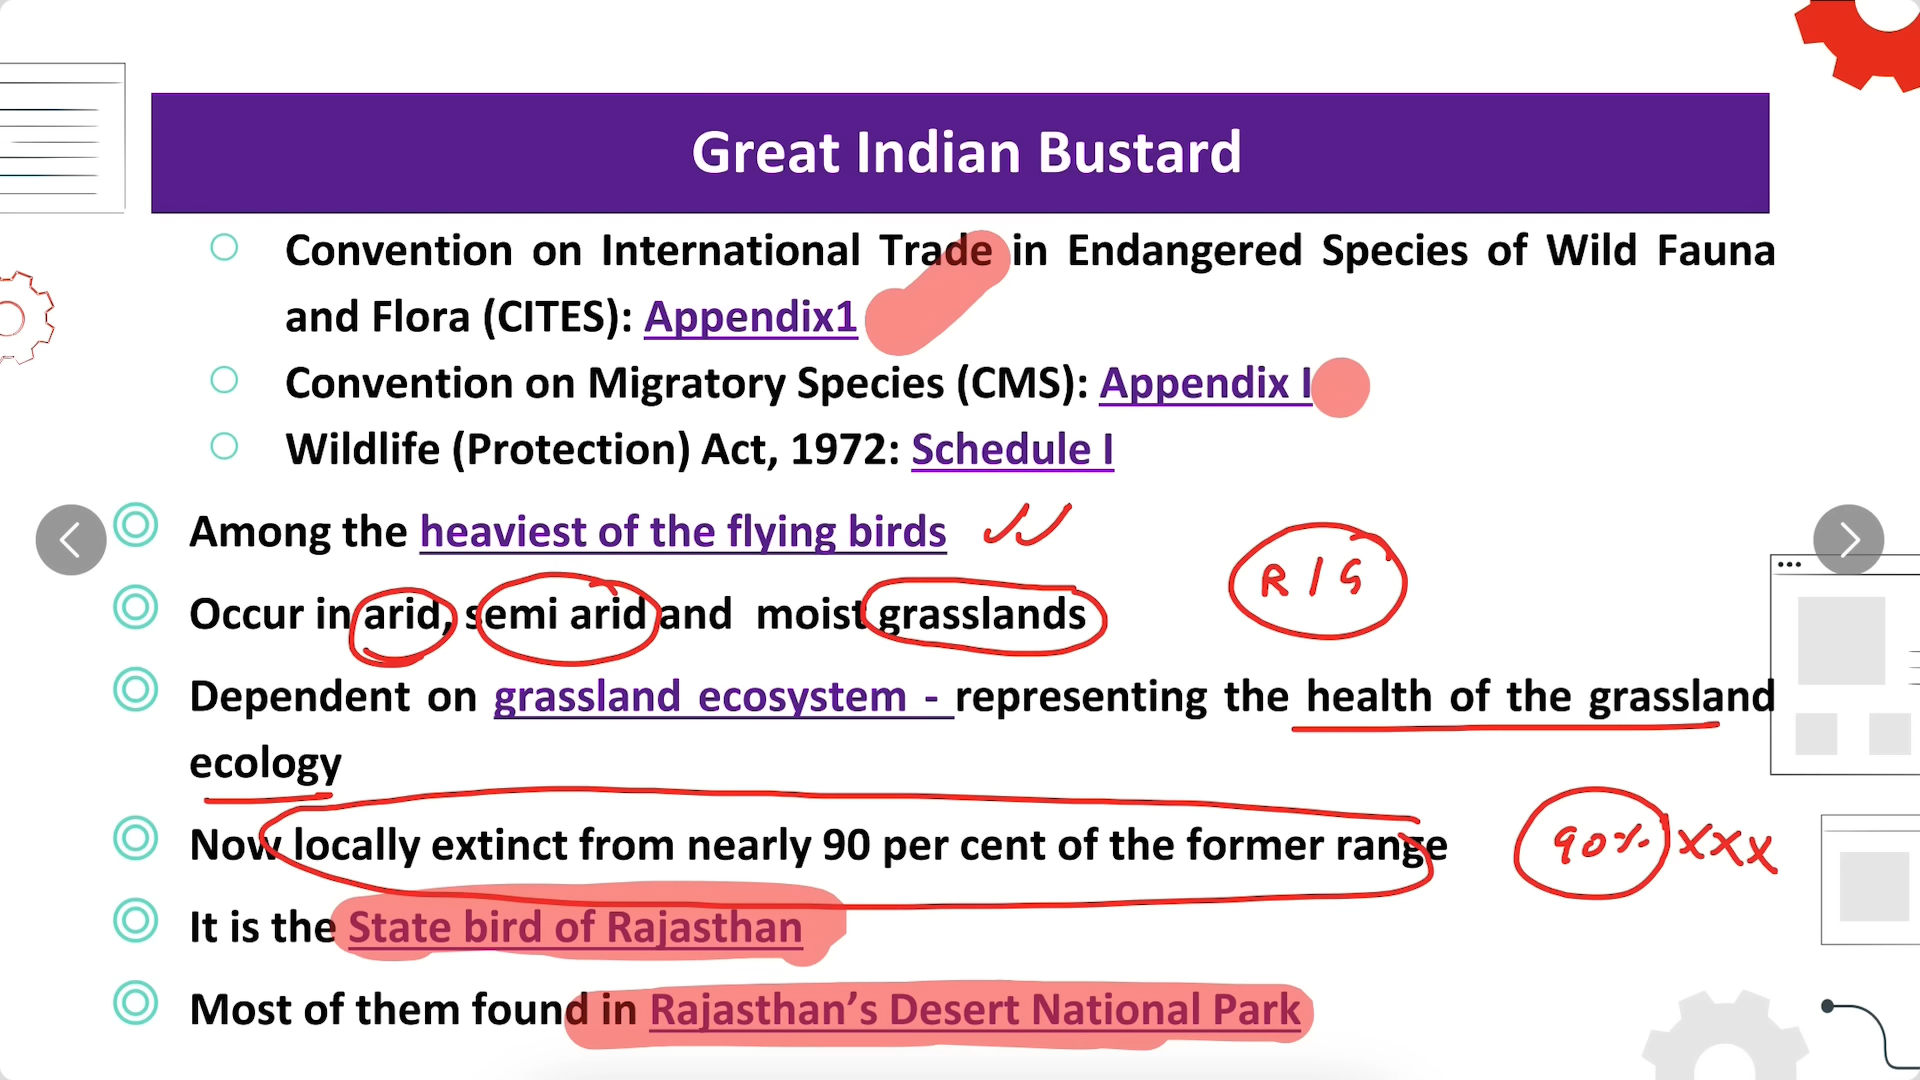 Great Indian Bustard
Convention on International Trade in Endangered Species of Wild Fauna
and Flora (CITES): Appendix1
Convention on Migratory Species (CMS): Appendix I
Wildlife (Protection) Act, 1972: Schedule I
Among the heaviest of the flying birds
R / G
Occur in arid, semi arid and moist grasslands
Dependent on grassland ecosystem - representing the health of the grassland
ecology
Now locally extinct from nearly 90 per cent of the former range 90% XXX
It is the State bird of Rajasthan
Most of them found in Rajasthan’s Desert National Park